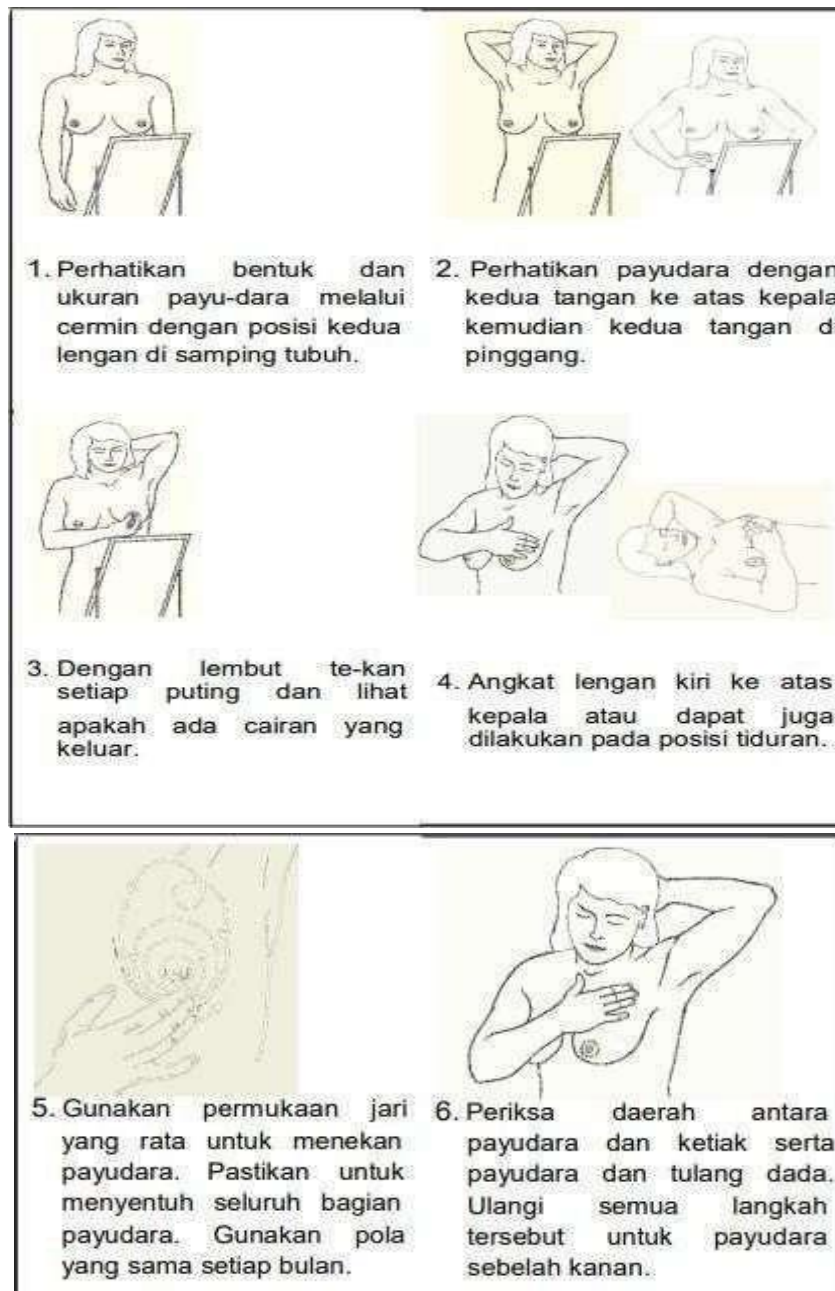 1. Perhatikan bentuk dan
ukuran payu-dara melalui
cermin dengan posisi kedua
lengan di samping tubuh.
2. Perhatikan payudara dengan
kedua tangan ke atas kepala
kemudian kedua tangan di
pinggang.
3. Dengan lembut te-kan
setiap puting dan lihat
apakah ada cairan yang
keluar.
4. Angkat lengan kiri ke atas
kepala atau dapat juga
dilakukan pada posisi tiduran.
5. Gunakan permukaan jari
yang rata untuk menekan
payudara. Pastikan untuk
menyentuh seluruh bagian
payudara. Gunakan pola
yang sama setiap bulan.
6. Periksa daerah antara
payudara dan ketiak serta
payudara dan tulang dada.
Ulangi semua langkah
tersebut untuk payudara
sebelah kanan.